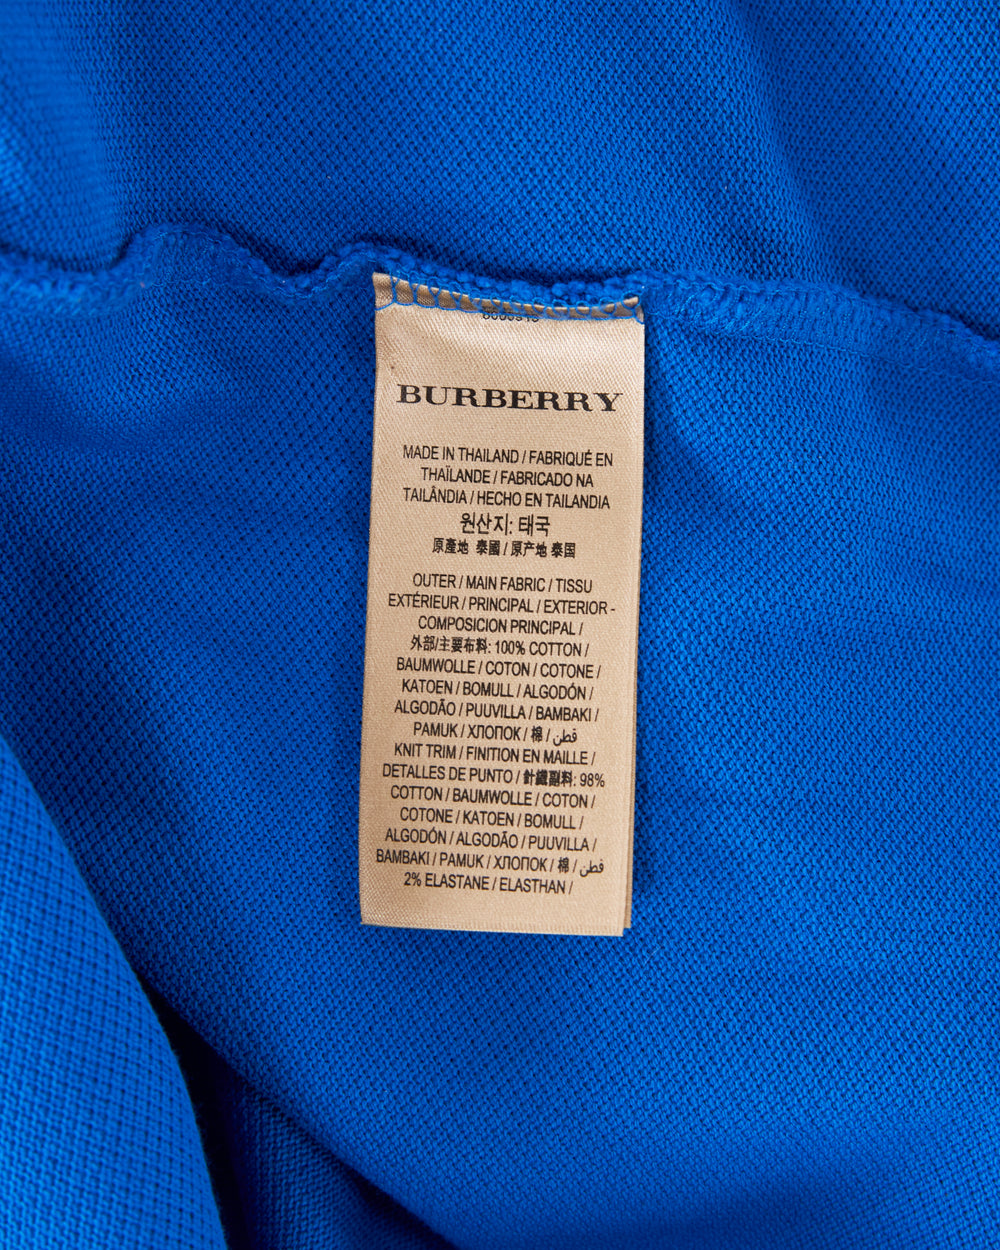 BURBERRY
MADE IN THAILAND / FABRIQUÉ EN
THAÏLANDE / FABRICADO NA
TAILÂNDIA / HECHO EN TAILANDIA
원산지: 태국
原產地 泰國 / 原产地 泰国
OUTER / MAIN FABRIC / TISSU
EXTÉRIEUR / PRINCIPAL / EXTERIOR -
COMPOSICION PRINCIPAL /
外部/主要布料: 100% COTTON /
BAUMWOLLE / COTON / COTONE /
KATOEN / BOMULL / ALGODÓN /
ALGODÃO / PUUVILLA / BAMBAKI /
PAMUK / ХЛОПОК / 棉 / قطن
KNIT TRIM / FINITION EN MAILLE /
DETALLES DE PUNTO / 針織副料: 98%
COTTON / BAUMWOLLE / COTON /
COTONE / KATOEN / BOMULL /
ALGODÓN / ALGODÃO / PUUVILLA /
BAMBAKI / PAMUK / ХЛОПОК / 棉 / قطن
2% ELASTANE / ELASTHAN /